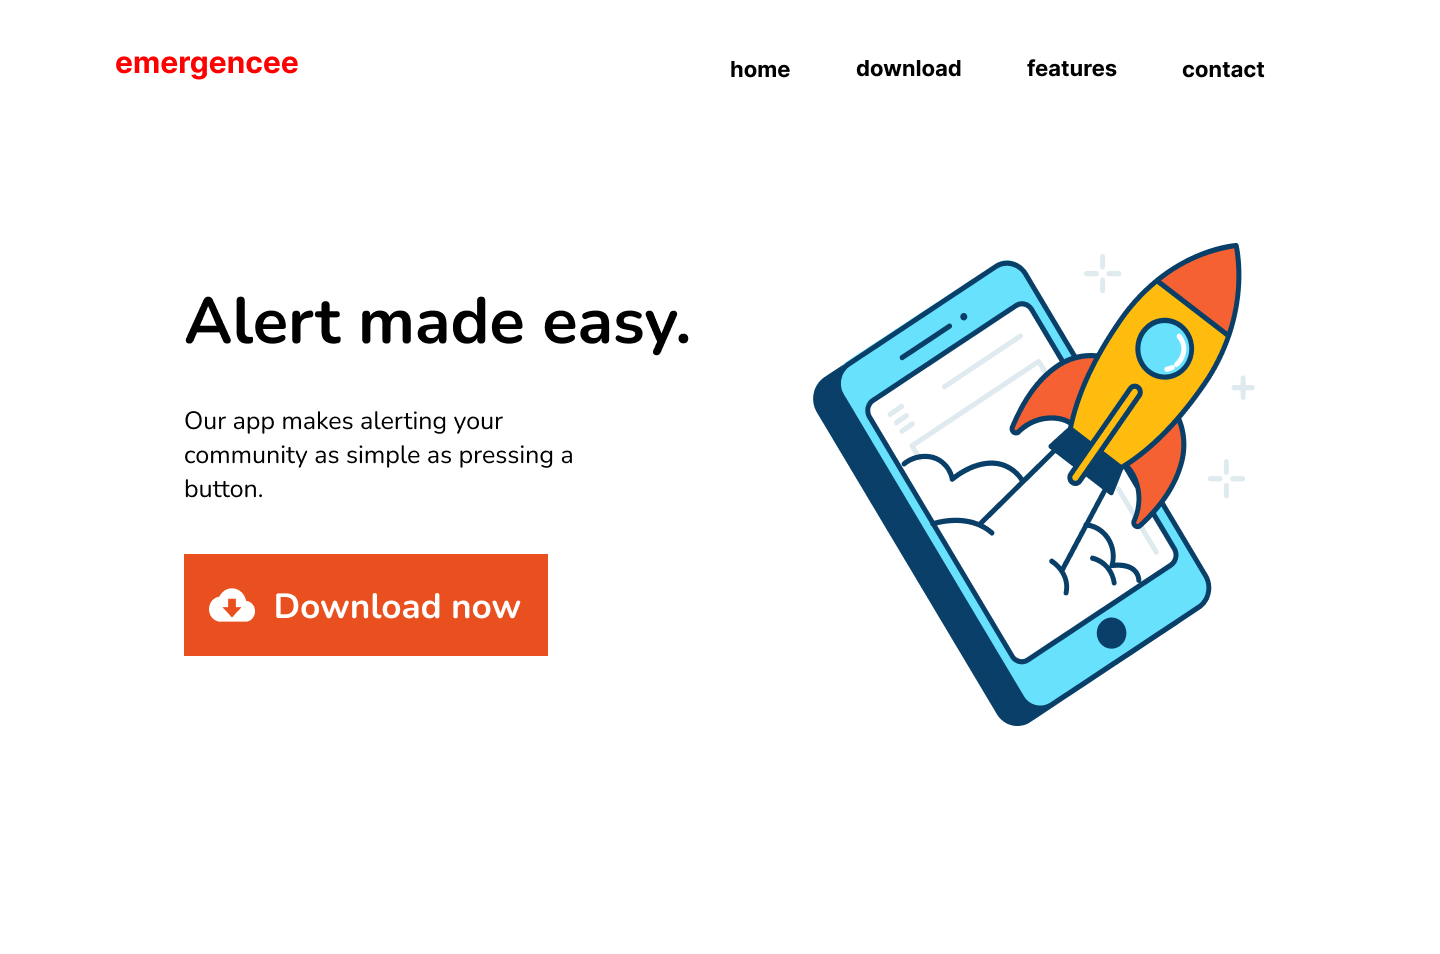 emergencee
home download features contact
Alert made easy.
Our app makes alerting your
community as simple as pressing a
button.
Download now